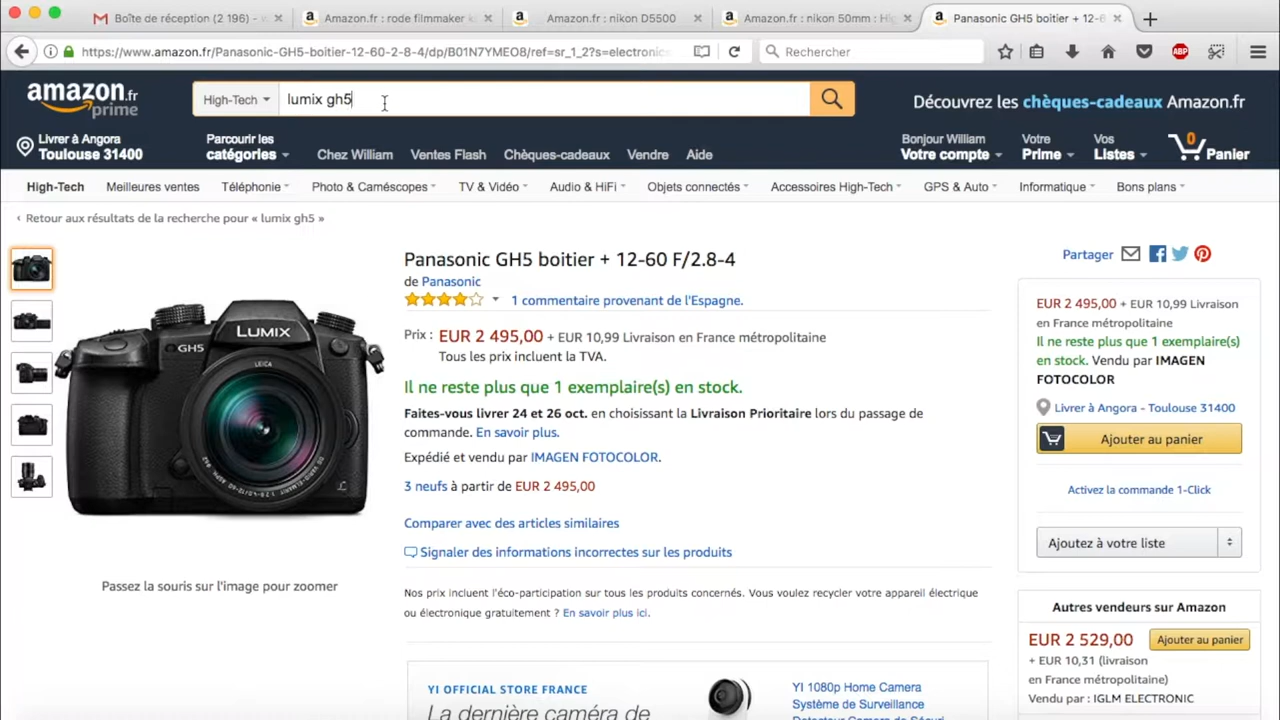 Boîte de réception (2 196) -
Amazon.fr : rode filmmaker
Amazon.fr : nikon D5500
Amazon.fr : nikon 50mm : Hi
Panasonic GH5 boitier + 12-6
https://www.amazon.fr/Panasonic-GH5-boitier-12-60-2-8-4/dp/B01N7YMEO8/ref=sr_1_2?s=electronic
Rechercher
ABP
amazon.fr
prime
High-Tech
lumix gh5
Découvrez les chèques-cadeaux Amazon.fr
Livrer à Angora
Toulouse 31400
Parcourir les
catégories
Chez William
Ventes Flash
Chèques-cadeaux
Vendre
Aide
Bonjour William
Votre compte
Votre
Prime
Vos
Listes
0
Panier
High-Tech
Meilleures ventes
Téléphonie
Photo & Caméscopes
TV & Vidéo
Audio & HiFi
Objets connectés
Accessoires High-Tech
GPS & Auto
Informatique
Bons plans
‹ Retour aux résultats de la recherche pour « lumix gh5 »
LUMIX
GH5
LEICA
Passez la souris sur l'image pour zoomer
Panasonic GH5 boitier + 12-60 F/2.8-4
de Panasonic
1 commentaire provenant de l'Espagne.
Prix : EUR 2 495,00 + EUR 10,99 Livraison en France métropolitaine
Tous les prix incluent la TVA.
Il ne reste plus que 1 exemplaire(s) en stock.
Faites-vous livrer 24 et 26 oct. en choisissant la Livraison Prioritaire lors du passage de
commande. En savoir plus.
Expédié et vendu par IMAGEN FOTOCOLOR.
3 neufs à partir de EUR 2 495,00
Comparer avec des articles similaires
Signaler des informations incorrectes sur les produits
Nos prix incluent l'éco-participation sur tous les produits concernés. Vous voulez recycler votre appareil électrique
ou électronique gratuitement ? En savoir plus ici.
YI OFFICIAL STORE FRANCE
La dernière caméra de
YI 1080p Home Camera
Système de Surveillance
Partager
EUR 2 495,00 + EUR 10,99 Livraison
en France métropolitaine
Il ne reste plus que 1 exemplaire(s)
en stock. Vendu par IMAGEN
FOTOCOLOR
Livrer à Angora - Toulouse 31400
Ajouter au panier
Activez la commande 1-Click
Ajoutez à votre liste
Autres vendeurs sur Amazon
EUR 2 529,00
Ajouter au panier
+ EUR 10,31 (livraison
en France métropolitaine)
Vendu par : IGLM ELECTRONIC